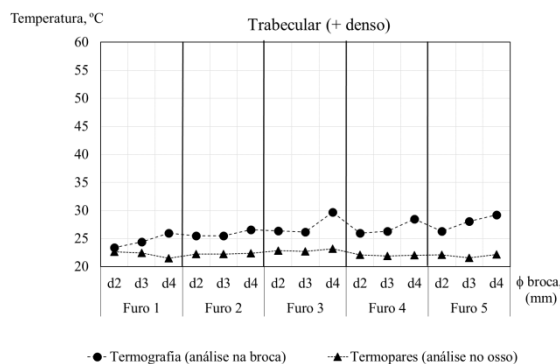 Temperatura, ºC
Trabecular (+ denso)
60
55
50
45
40
35
30
25
20
d2 d3 d4 d2 d3 d4 d2 d3 d4 d2 d3 d4 d2 d3 d4 ϕ broca,
Furo 1 Furo 2 Furo 3 Furo 4 Furo 5 (mm)
Termografia (análise na broca) Termopares (análise no osso)